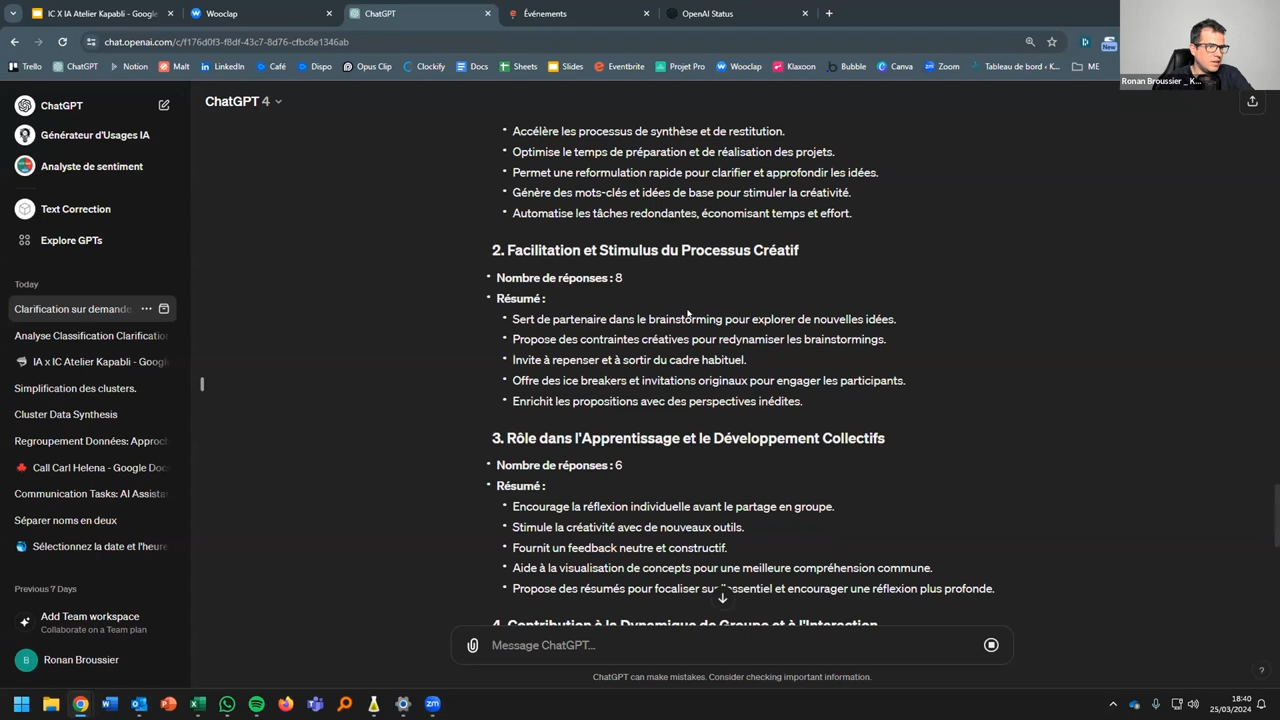 IC X IA Atelier Kapabli - Google
Wooclap
ChatGPT
Événements
OpenAI Status
chat.openai.com/c/f176d0f3-f8df-43c7-8d76-cfbc8e1346ab
New
Trello
ChatGPT
Notion
Malt
LinkedIn
Café
Dispo
Opus Clip
Clockify
Docs
Sheets
Slides
Eventbrite
Projet Pro
Wooclap
Klaxoon
Bubble
Canva
Zoom
Tableau de bord « K...
ME
Ronan Broussier _ K...
ChatGPT
Générateur d'Usages IA
Analyste de sentiment
Text Correction
Explore GPTs
Today
Clarification sur demande
Analyse Classification Clarification
IA x IC Atelier Kapabli - Google
Simplification des clusters.
Cluster Data Synthesis
Regroupement Données: Approc
Call Carl Helena - Google Doc
Communication Tasks: AI Assista
Séparer noms en deux
Sélectionnez la date et l'heure
Previous 7 Days
Add Team workspace
Collaborate on a Team plan
B
Ronan Broussier
ChatGPT 4
• Accélère les processus de synthèse et de restitution.
• Optimise le temps de préparation et de réalisation des projets.
• Permet une reformulation rapide pour clarifier et approfondir les idées.
• Génère des mots-clés et idées de base pour stimuler la créativité.
• Automatise les tâches redondantes, économisant temps et effort.
2. Facilitation et Stimulus du Processus Créatif
• Nombre de réponses : 8
• Résumé :
• Sert de partenaire dans le brainstorming pour explorer de nouvelles idées.
• Propose des contraintes créatives pour redynamiser les brainstormings.
• Invite à repenser et à sortir du cadre habituel.
• Offre des ice breakers et invitations originaux pour engager les participants.
• Enrichit les propositions avec des perspectives inédites.
3. Rôle dans l'Apprentissage et le Développement Collectifs
• Nombre de réponses : 6
• Résumé :
• Encourage la réflexion individuelle avant le partage en groupe.
• Stimule la créativité avec de nouveaux outils.
• Fournit un feedback neutre et constructif.
• Aide à la visualisation de concepts pour une meilleure compréhension commune.
• Propose des résumés pour focaliser sur l'essentiel et encourager une réflexion plus profonde.
4. Contribution à la Dynamique de Groupe et à l'Interaction
Message ChatGPT...
ChatGPT can make mistakes. Consider checking important information.
?
18:40
25/03/2024